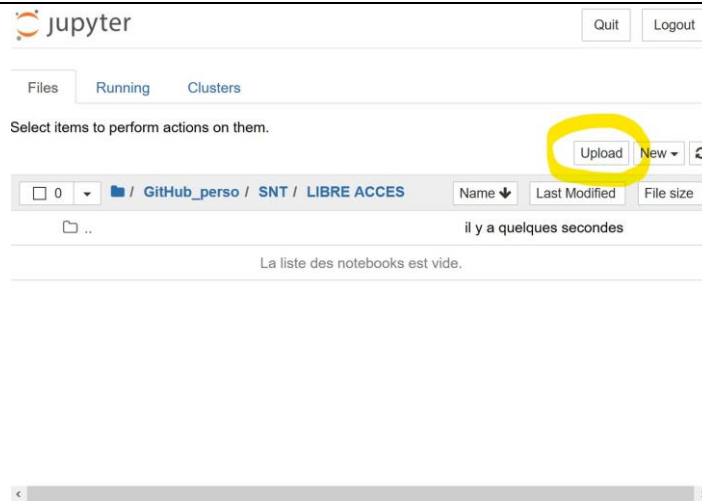 jupyter
Quit Logout
Files Running Clusters
Select items to perform actions on them.
Upload New
0 / GitHub_perso / SNT / LIBRE ACCES Name Last Modified File size
.. il y a quelques secondes
La liste des notebooks est vide.